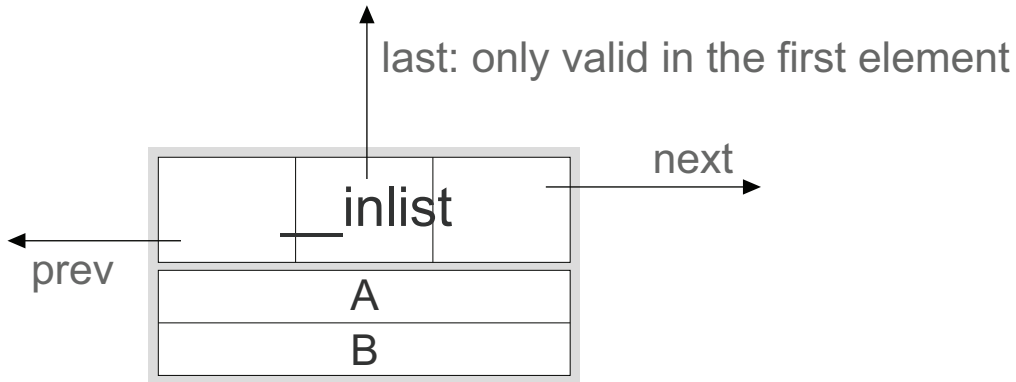 last: only valid in the first element
next
__inlist
prev
A
B